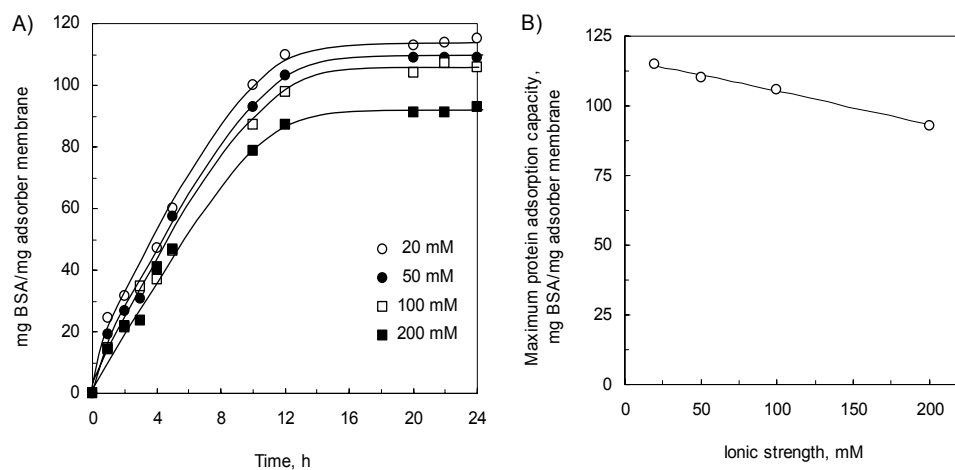 A)
120
100
80
60
40
20
0
mg BSA/mg adsorber membrane
20 mM
50 mM
100 mM
200 mM
0 4 8 12 16 20 24
Time, h
B)
125
100
75
50
25
0
Maximum protein adsorption capacity,
mg BSA/mg adsorber membrane
0 50 100 150 200
Ionic strength, mM